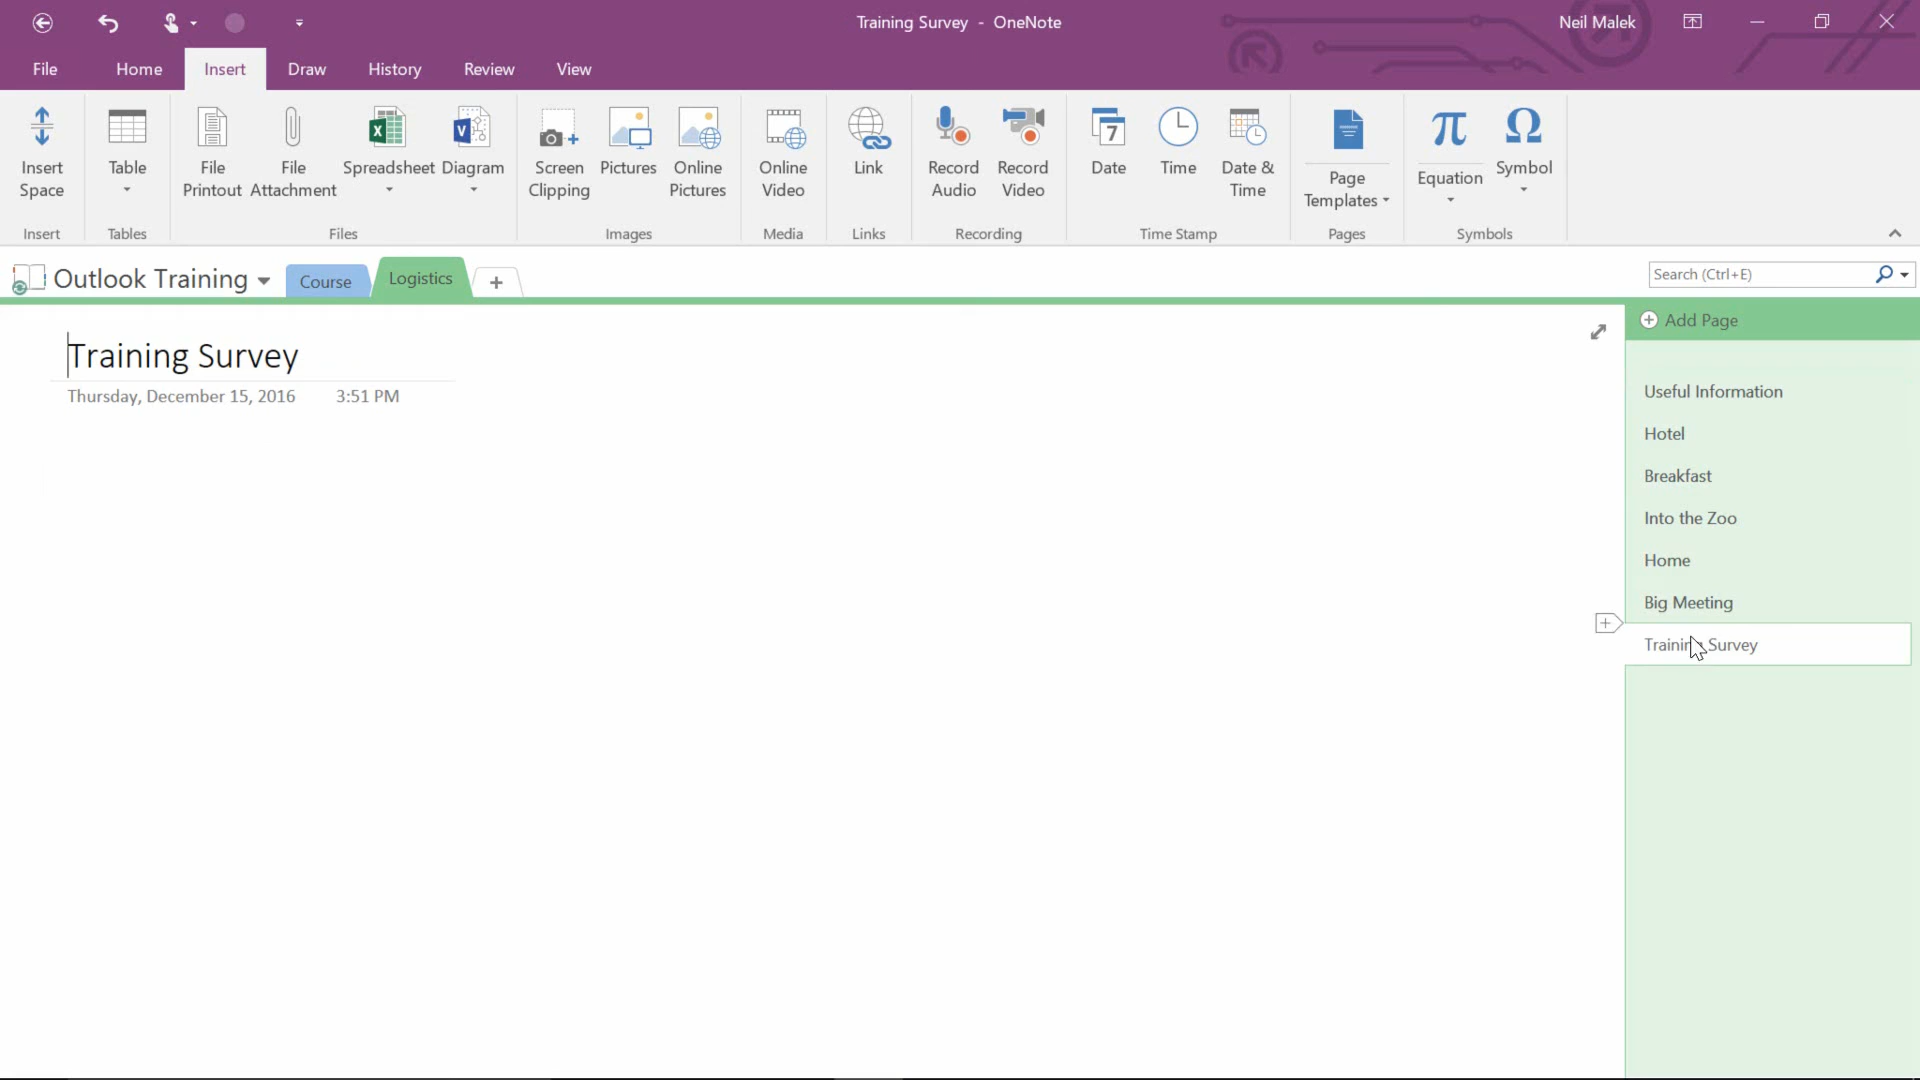 Training Survey - OneNote
Neil Malek
File Home Insert Draw History Review View
Insert Space
Table
File Printout
File Attachment
Spreadsheet
Diagram
Screen Clipping
Pictures
Online Pictures
Online Video
Link
Record Audio
Record Video
7
Date
Time
Date & Time
Page Templates
π
Equation
Ω
Symbol
Insert Tables Files Images Media Links Recording Time Stamp Pages Symbols
Outlook Training
Course
Logistics
+
Search (Ctrl+E)
Add Page
Training Survey
Thursday, December 15, 2016 3:51 PM
Useful Information
Hotel
Breakfast
Into the Zoo
Home
Big Meeting
Training Survey